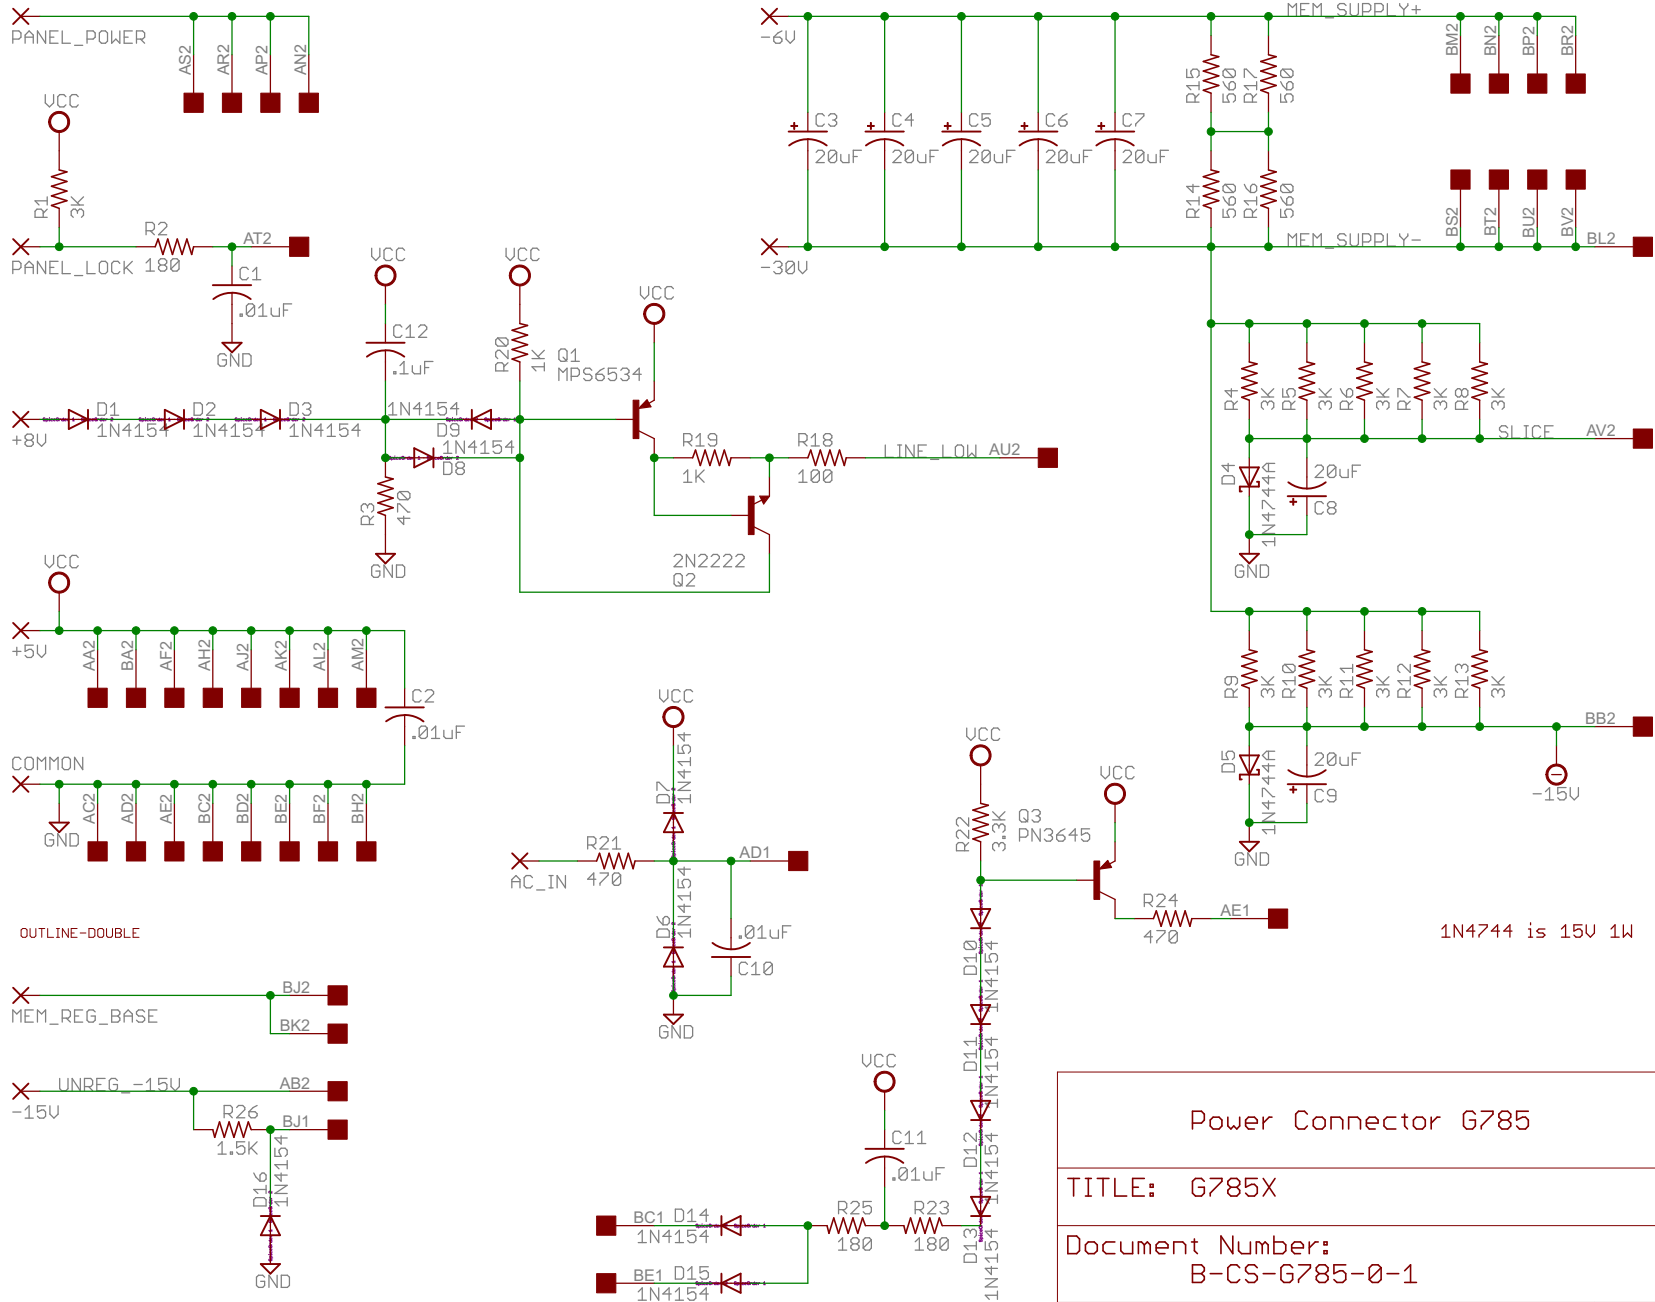 PANEL_POWER
AS2
AR2
AP2
AN2
VCC
R1
3K
PANEL_LOCK
R2
180
AT2
C1
.01uF
GND
-6V
MEM_SUPPLY+
C3
20uF
C4
20uF
C5
20uF
C6
20uF
C7
20uF
R15
560
R17
560
R14
560
R16
560
BM2
BN2
BP2
BR2
BS2
BT2
BU2
BV2
-30V
MEM_SUPPLY-
BL2
VCC
C12
.1uF
VCC
R20
1K
VCC
Q1
MPS6534
+8V
D1
1N4154
D2
1N4154
D3
1N4154
1N4154
D9
1N4154
D8
R3
470
GND
R19
1K
R18
100
LINE_LOW
AU2
2N2222
Q2
R4
3K
R5
3K
R6
3K
R7
3K
R8
3K
SLICE
AV2
D4
1N4744A
20uF
C8
GND
VCC
+5V
AA2
BA2
AF2
AH2
AJ2
AK2
AL2
AM2
C2
.01uF
COMMON
GND
AC2
AD2
AE2
BC2
BD2
BE2
BF2
BH2
R9
3K
R10
3K
R11
3K
R12
3K
R13
3K
BB2
D5
1N4744A
20uF
C9
GND
-15V
VCC
D7
1N4154
AC_IN
R21
470
AD1
D6
1N4154
.01uF
C10
GND
VCC
R22
3.3K
Q3
PN3645
VCC
R24
470
AE1
1N4744 is 15V 1W
D10
1N4154
D11
1N4154
D12
1N4154
D13
1N4154
OUTLINE-DOUBLE
MEM_REG_BASE
BJ2
BK2
-15V
UNREG_-15V
AB2
R26
1.5K
BJ1
D16
1N4154
GND
VCC
C11
.01uF
BC1
D14
1N4154
BE1
D15
1N4154
R25
180
R23
180
Power Connector G785
TITLE: G785X
Document Number:
B-CS-G785-0-1